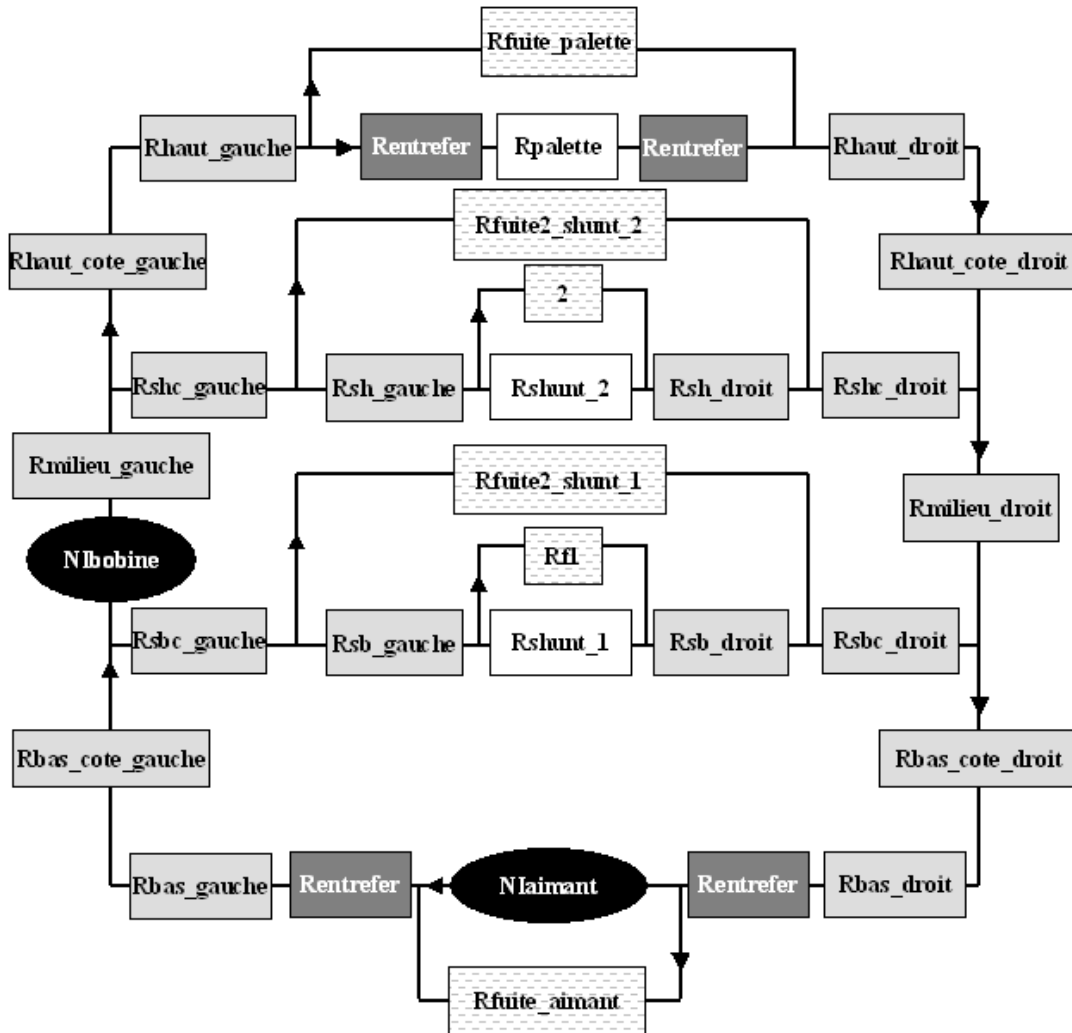 Rfuite_palette
Rhaut_gauche Rentrefer Rpalette Rentrefer Rhaut_droit
Rfuite2_shunt_2
Rhaut_cote_gauche Rhaut_cote_droit
2
Rshc_gauche Rsh_gauche Rshunt_2 Rsh_droit Rshc_droit
Rmilieu_gauche
Rfuite2_shunt_1
Rmilieu_droit
NIbobine Rf1
Rsbc_gauche Rsb_gauche Rshunt_1 Rsb_droit Rsbc_droit
Rbas_cote_gauche Rbas_cote_droit
Rbas_gauche Rentrefer NIaimant Rentrefer Rbas_droit
Rfuite_aimant